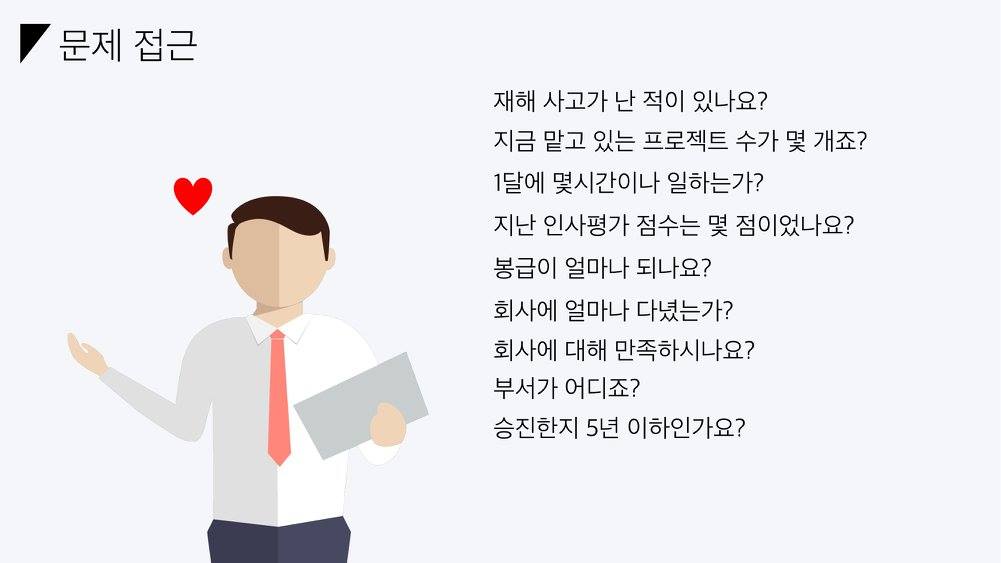 문제 접근
재해 사고가 난 적이 있나요?
지금 맡고 있는 프로젝트 수가 몇 개죠?
1달에 몇시간이나 일하는가?
지난 인사평가 점수는 몇 점이었나요?
봉급이 얼마나 되나요?
회사에 얼마나 다녔는가?
회사에 대해 만족하시나요?
부서가 어디죠?
승진한지 5년 이하인가요?